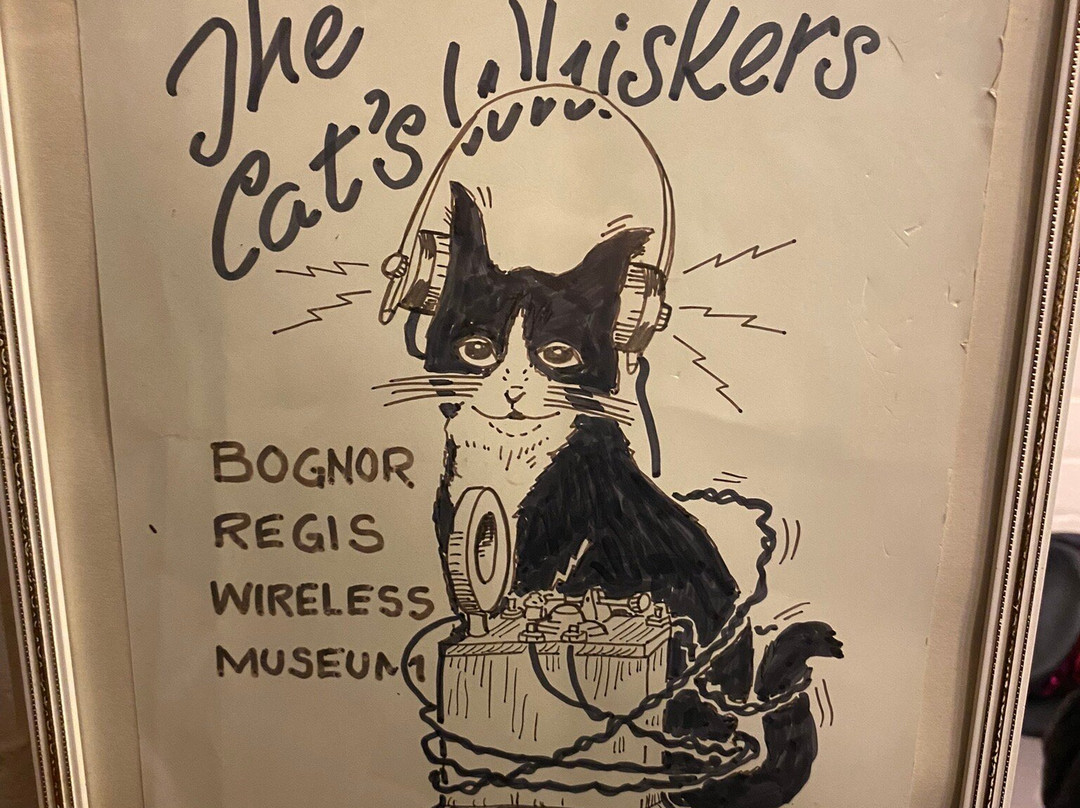 The
Cat's Whiskers
BOGNOR
REGIS
WIRELESS
MUSEUM